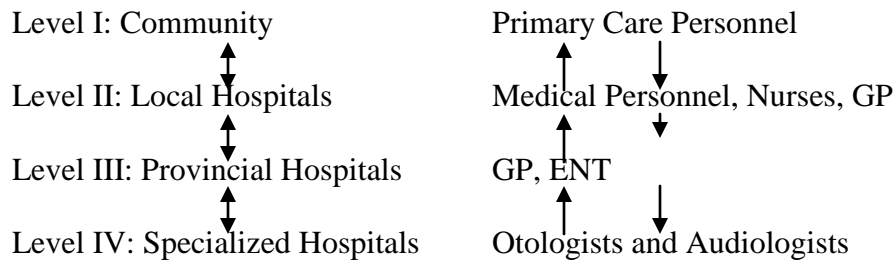 Level I: Community Primary Care Personnel
Level II: Local Hospitals Medical Personnel, Nurses, GP
Level III: Provincial Hospitals GP, ENT
Level IV: Specialized Hospitals Otologists and Audiologists